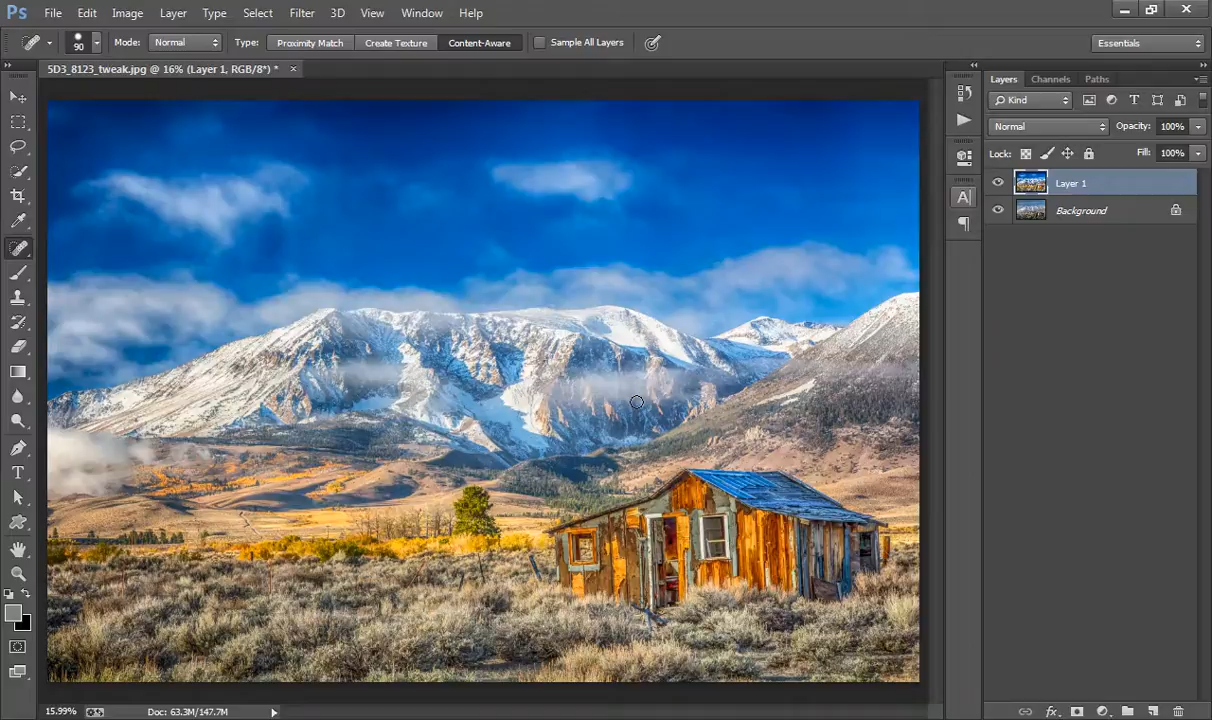 Ps File Edit Image Layer Type Select Filter 3D View Window Help
90 Mode: Normal Type: Proximity Match Create Texture Content-Aware Sample All Layers Essentials
5D3_8123_tweak.jpg @ 16% (Layer 1, RGB/8*) *
Layers Channels Paths
Kind
Normal Opacity: 100%
Lock: Fill: 100%
Layer 1
Background
15.99% Doc: 63.3M/147.7M